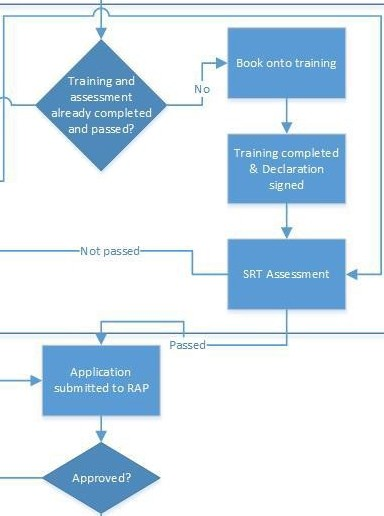 Training and
assessment
already completed
and passed?
No
Book onto training
Training completed
& Declaration
signed
Not passed
SRT Assessment
Passed
Application
submitted to RAP
Approved?